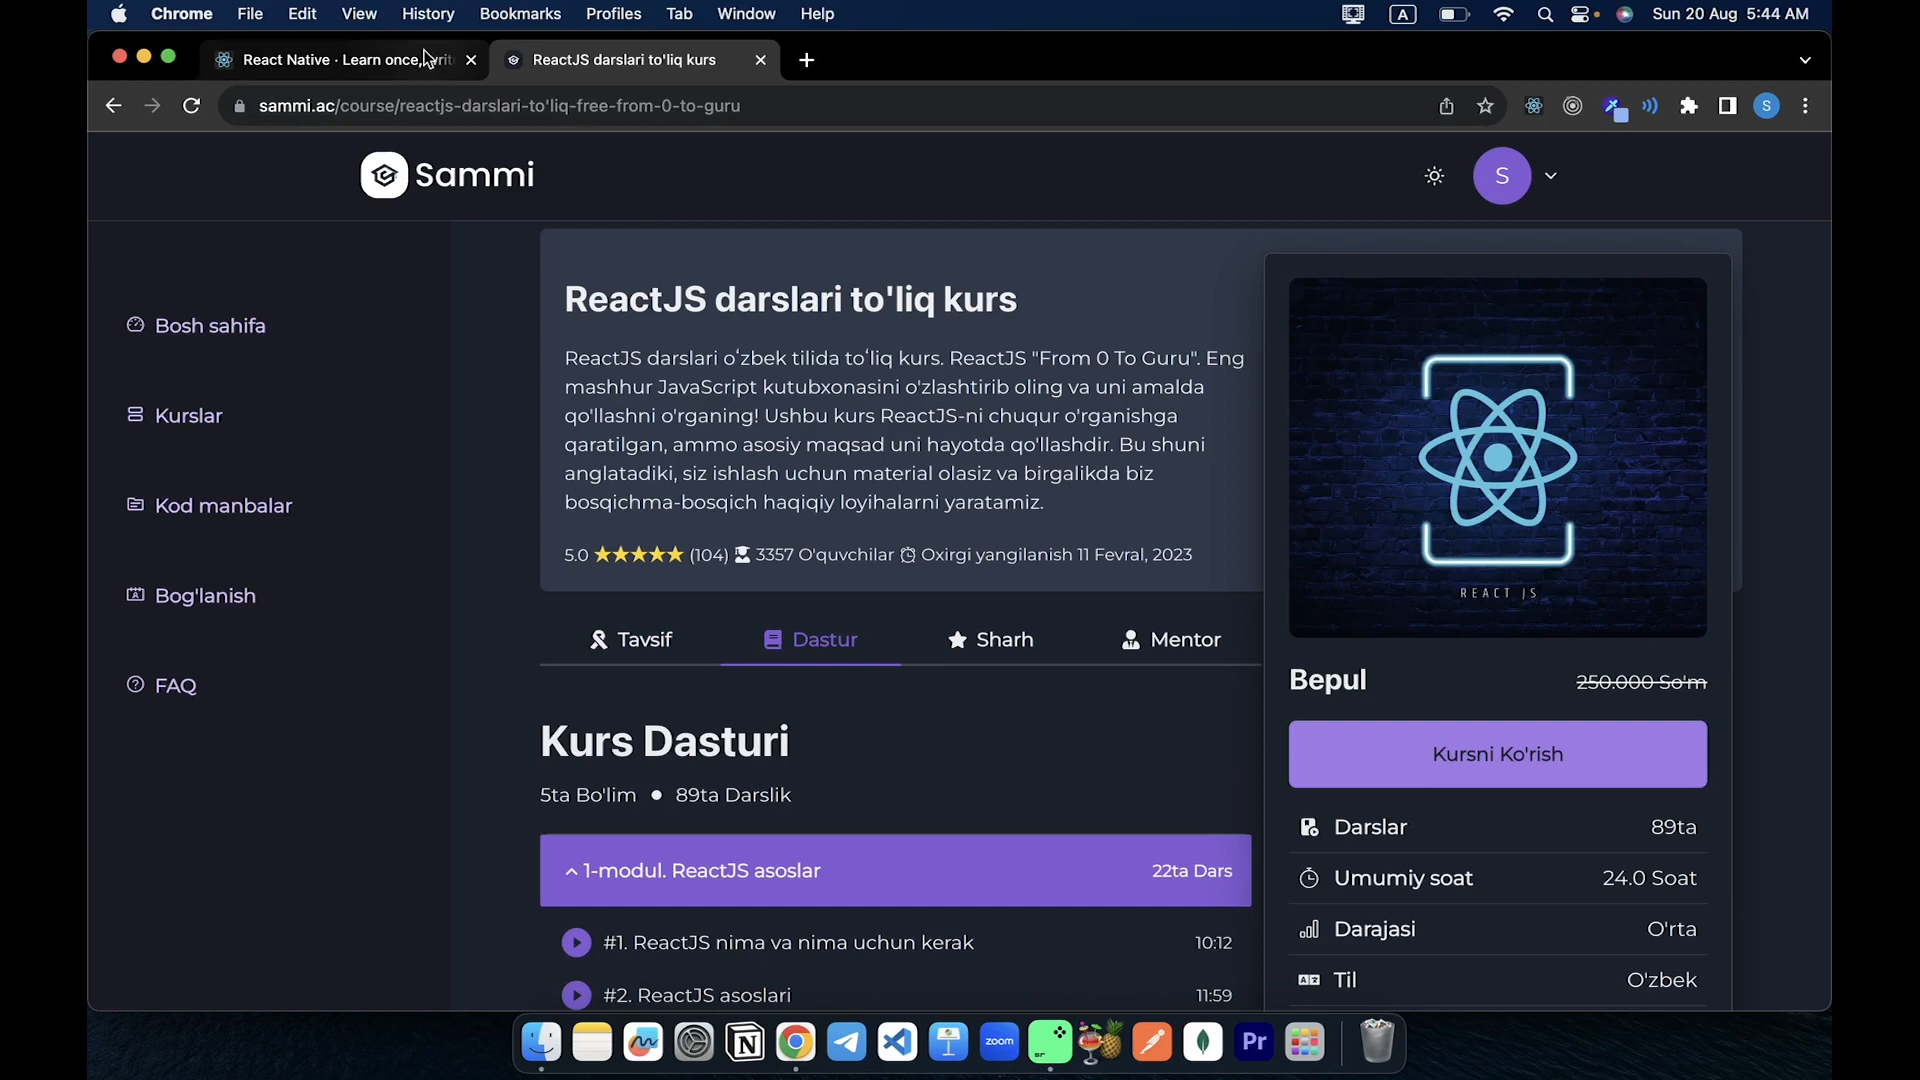 Chrome File Edit View History Bookmarks Profiles Tab Window Help
A
Sun 20 Aug 5:44 AM
React Native · Learn once,
ReactJS darslari to'liq kurs
sammi.ac/course/reactjs-darslari-to'liq-free-from-0-to-guru
S
Sammi
S
Bosh sahifa
Kurslar
Kod manbalar
Bog'lanish
FAQ
ReactJS darslari to'liq kurs
ReactJS darslari oʻzbek tilida toʻliq kurs. ReactJS "From 0 To Guru". Eng
mashhur JavaScript kutubxonasini o'zlashtirib oling va uni amalda
qo'llashni o'rganing! Ushbu kurs ReactJS-ni chuqur o'rganishga
qaratilgan, ammo asosiy maqsad uni hayotda qo'llashdir. Bu shuni
anglatadiki, siz ishlash uchun material olasiz va birgalikda biz
bosqichma-bosqich haqiqiy loyihalarni yaratamiz.
5.0 ★★★★★ (104) 3357 O'quvchilar Oxirgi yangilanish 11 Fevral, 2023
Tavsif Dastur Sharh Mentor
Kurs Dasturi
5ta Bo'lim ● 89ta Darslik
1-modul. ReactJS asoslar 22ta Dars
#1. ReactJS nima va nima uchun kerak 10:12
#2. ReactJS asoslari 11:59
REACT JS
Bepul 250.000 So'm
Kursni Ko'rish
Darslar 89ta
Umumiy soat 24.0 Soat
Darajasi O'rta
Til O'zbek
zoom
sr
Pr